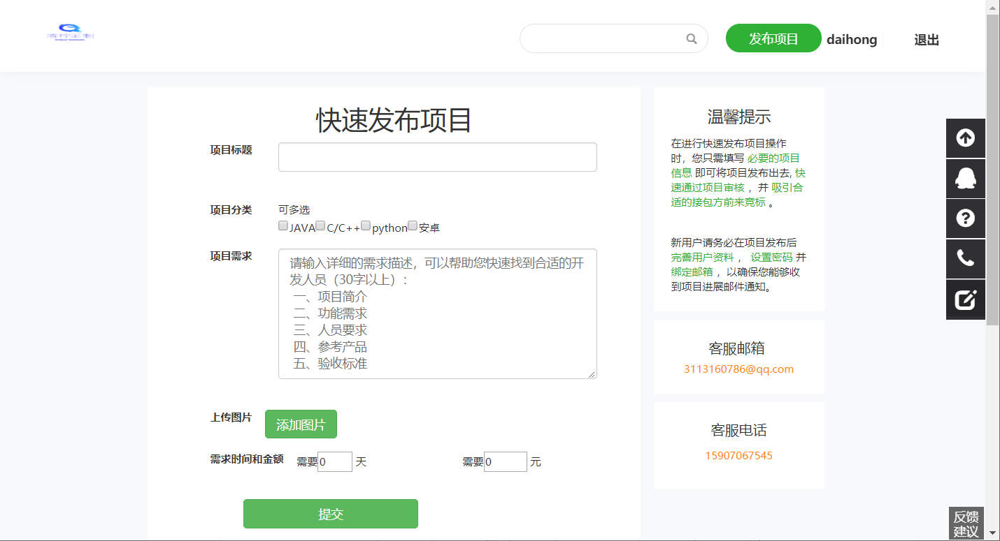 发布项目
daihong
退出
快速发布项目
项目标题
项目分类
可多选
JAVA C/C++ python 安卓
项目需求
请输入详细的需求描述，可以帮助您快速找到合适的开
发人员（30字以上）：
一、项目简介
二、功能需求
三、人员要求
四、参考产品
五、验收标准
上传图片
添加图片
需求时间和金额
需要0 天
需要0 元
提交
温馨提示
在进行快速发布项目操作
时，您只需填写 必要的项目
信息 即可将项目发布出去, 快
速通过项目审核 ，并 吸引合
适的接包方前来竞标 。
新用户请务必在项目发布后
完善用户资料 ， 设置密码 并
绑定邮箱 ，以确保您能够收
到项目进展邮件通知。
客服邮箱
3113160786@qq.com
客服电话
15907067545
反馈
建议